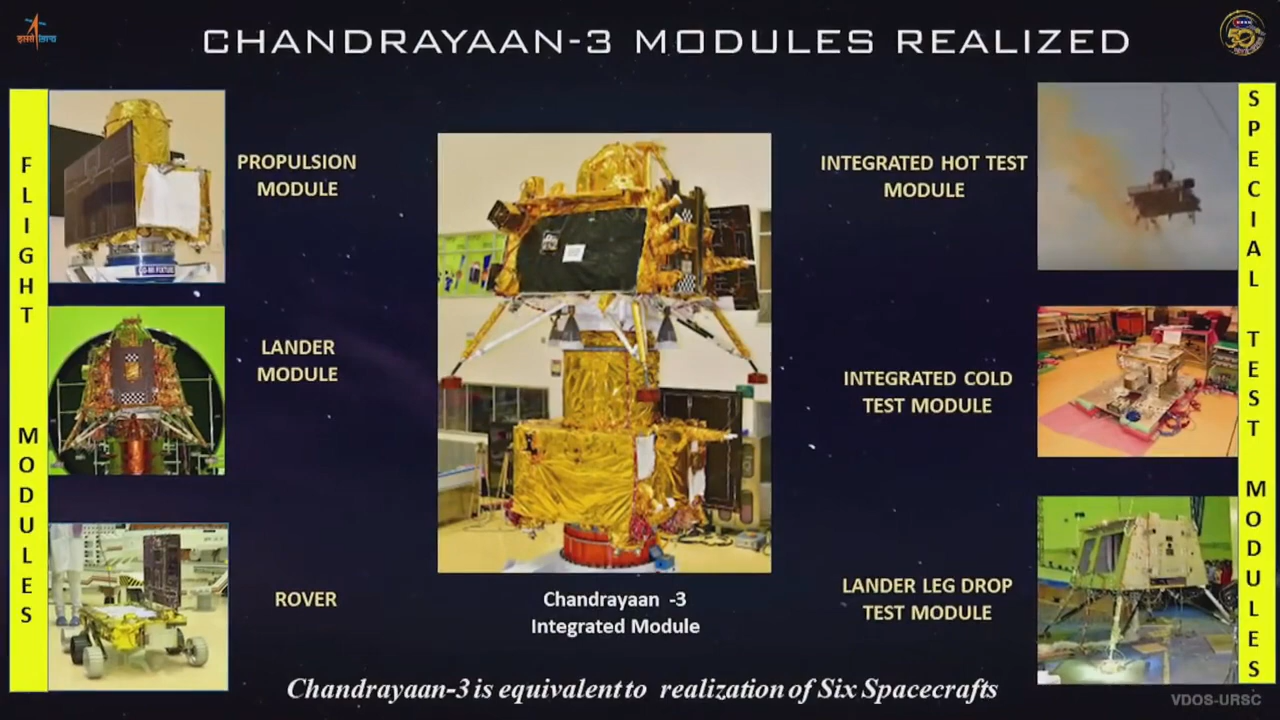 इसरो isro
CHANDRAYAAN-3 MODULES REALIZED
FLIGHT MODULES
PROPULSION
MODULE
LANDER
MODULE
ROVER
Chandrayaan -3
Integrated Module
INTEGRATED HOT TEST
MODULE
INTEGRATED COLD
TEST MODULE
LANDER LEG DROP
TEST MODULE
SPECIAL TEST MODULES
Chandrayaan-3 is equivalent to realization of Six Spacecrafts
VDOS-URSC